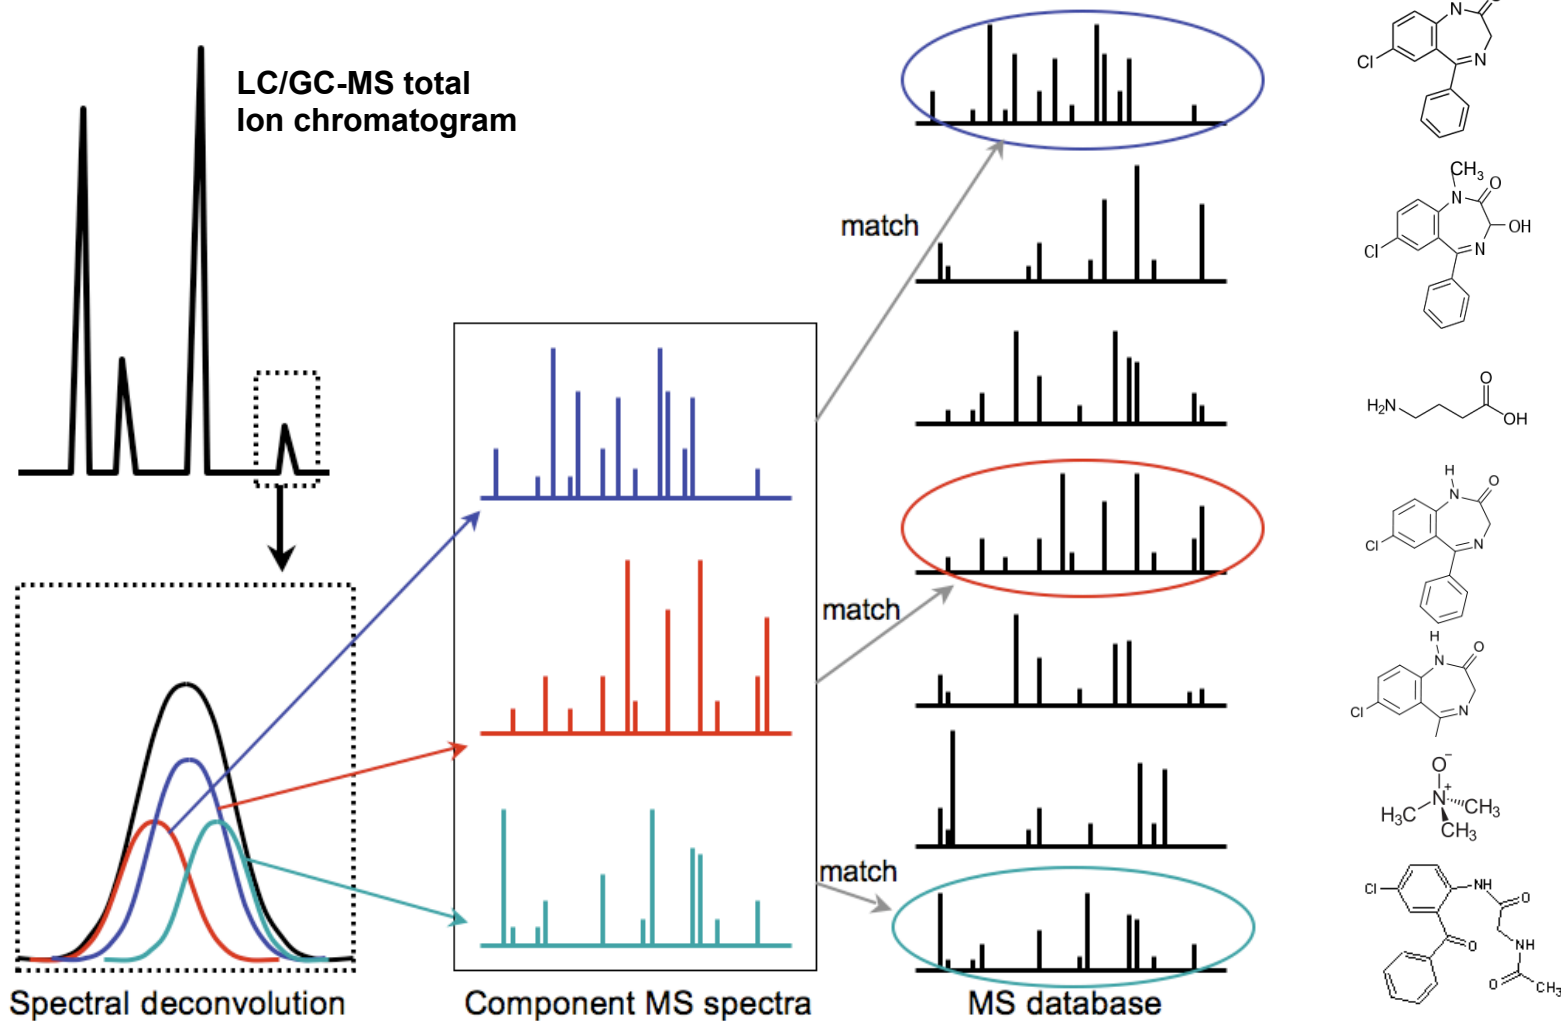 LC/GC-MS total
Ion chromatogram
match
match
match
Spectral deconvolution
Component MS spectra
MS database
N
Cl
N
CH₃
N
O
OH
Cl
N
O
H₂N
OH
H
N
O
Cl
N
H
N
O
Cl
N
O⁻
N⁺
H₃C
CH₃
CH₃
Cl
NH
O
O
NH
O
CH₃